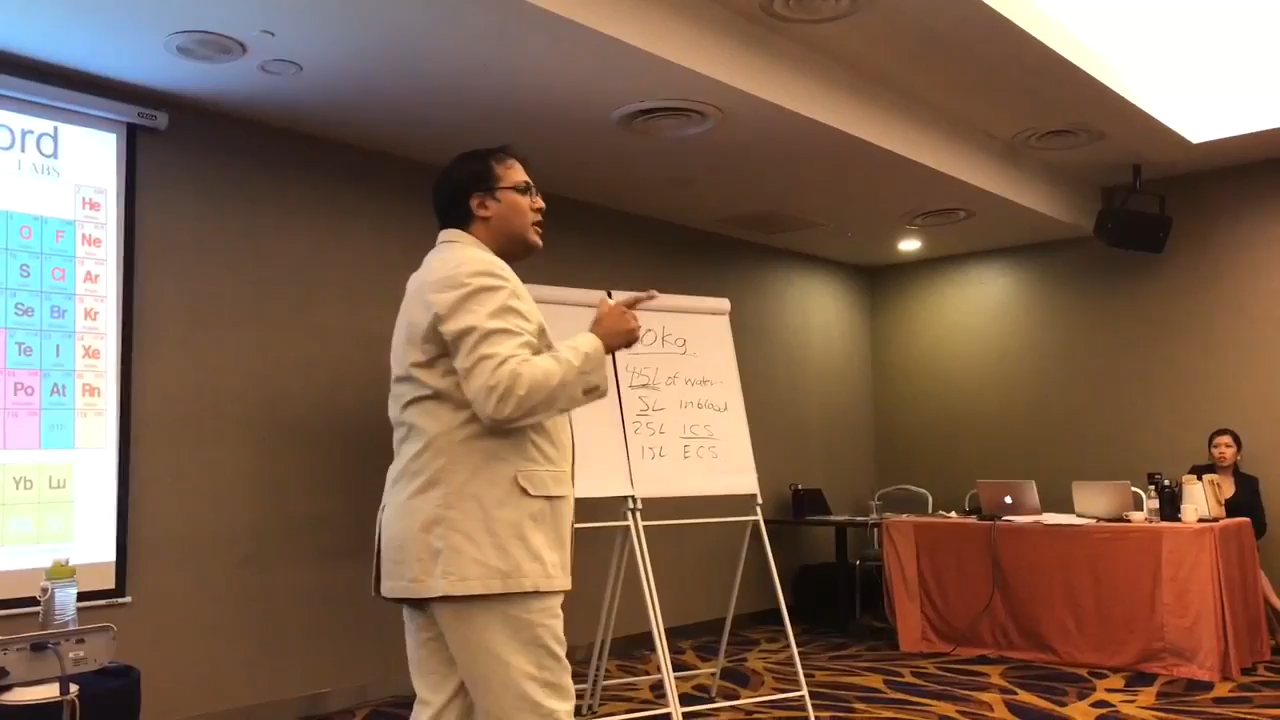 ord
LABS
He
O F Ne
S Cl Ar
Se Br Kr
Te I Xe
Po At Rn
Yb Lu
0kg
45L of water
5L in blood
25L ICS
15L ECS